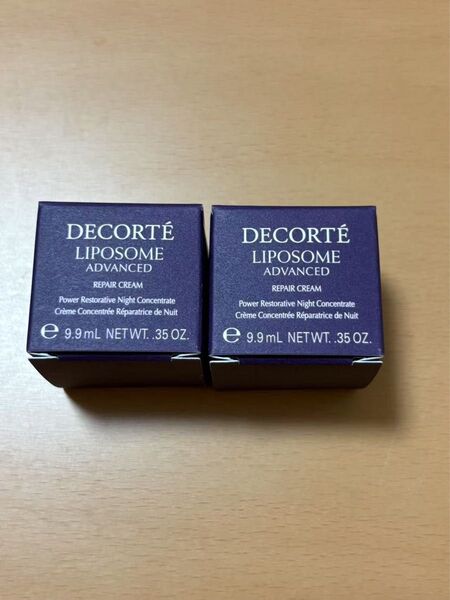 DECORTÉ
LIPOSOME
ADVANCED
REPAIR CREAM
Power Restorative Night Concentrate
Crème Concentrée Réparatrice de Nuit
℮ 9.9 mL NET WT. .35 OZ.
DECORTÉ
LIPOSOME
ADVANCED
REPAIR CREAM
Power Restorative Night Concentrate
Crème Concentrée Réparatrice de Nuit
℮ 9.9 mL NET WT. .35 OZ.